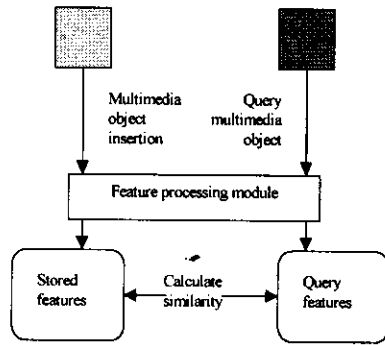 Multimedia
object
insertion
Query
multimedia
object
Feature processing module
Stored
features
Calculate
similarity
Query
features